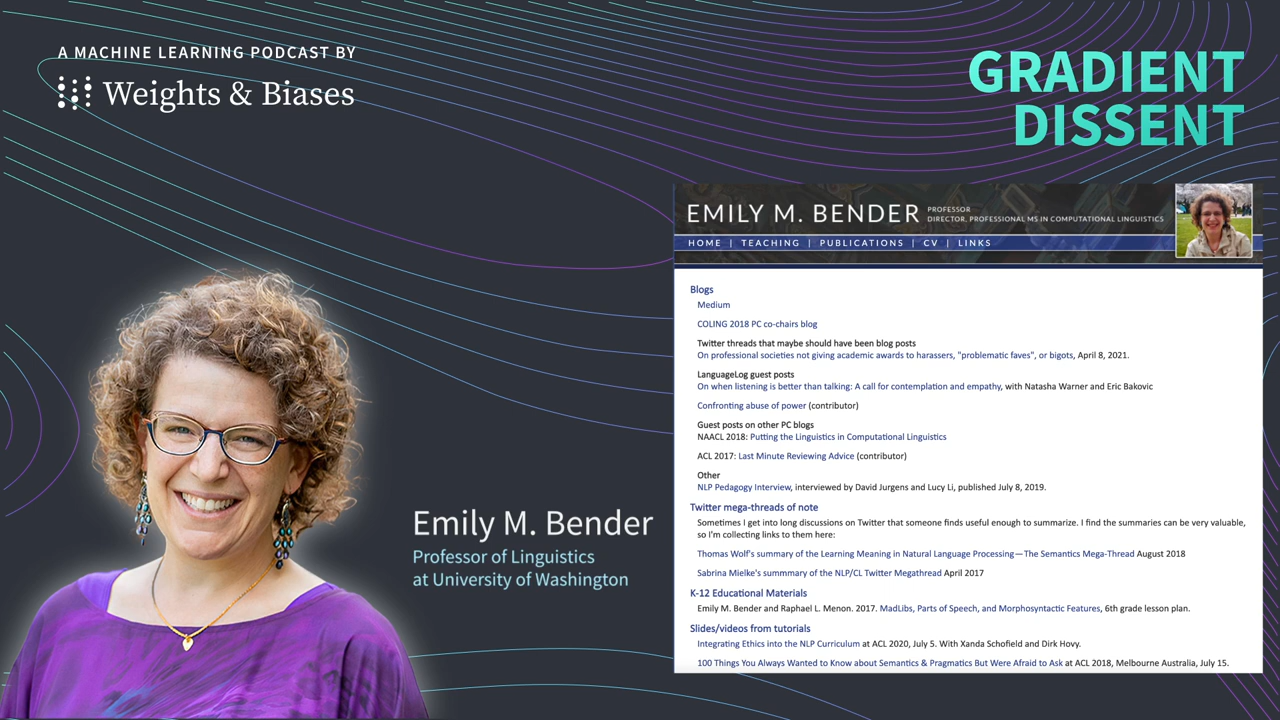 A MACHINE LEARNING PODCAST BY
Weights & Biases
GRADIENT
DISSENT
EMILY M. BENDER
PROFESSOR
DIRECTOR, PROFESSIONAL MS IN COMPUTATIONAL LINGUISTICS
HOME | TEACHING | PUBLICATIONS | CV | LINKS
Blogs
Medium
COLING 2018 PC co-chairs blog
Twitter threads that maybe should have been blog posts
On professional societies not giving academic awards to harassers, "problematic faves", or bigots, April 8, 2021.
LanguageLog guest posts
On when listening is better than talking: A call for contemplation and empathy, with Natasha Warner and Eric Bakovic
Confronting abuse of power (contributor)
Guest posts on other PC blogs
NAACL 2018: Putting the Linguistics in Computational Linguistics
ACL 2017: Last Minute Reviewing Advice (contributor)
Other
NLP Pedagogy Interview, interviewed by David Jurgens and Lucy Li, published July 8, 2019.
Twitter mega-threads of note
Sometimes I get into long discussions on Twitter that someone finds useful enough to summarize. I find the summaries can be very valuable,
so I'm collecting links to them here:
Thomas Wolf's summary of the Learning Meaning in Natural Language Processing—The Semantics Mega-Thread August 2018
Sabrina Mielke's summmary of the NLP/CL Twitter Megathread April 2017
K-12 Educational Materials
Emily M. Bender and Raphael L. Menon. 2017. MadLibs, Parts of Speech, and Morphosyntactic Features, 6th grade lesson plan.
Slides/videos from tutorials
Integrating Ethics into the NLP Curriculum at ACL 2020, July 5. With Xanda Schofield and Dirk Hovy.
100 Things You Always Wanted to Know about Semantics & Pragmatics But Were Afraid to Ask at ACL 2018, Melbourne Australia, July 15.
Emily M. Bender
Professor of Linguistics
at University of Washington